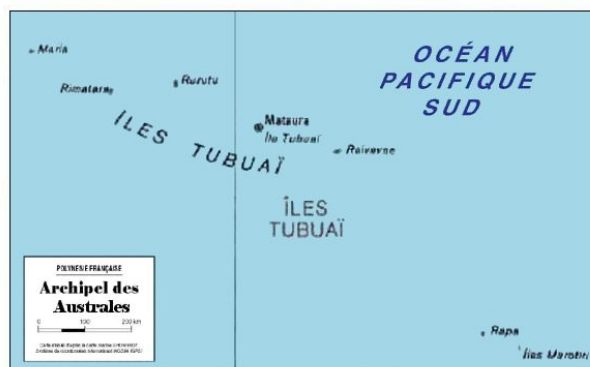 Maria
OCÉAN
PACIFIQUE
SUD
Rimatara
Rurutu
ÎLES TUBUAÏ
Mataura
Île Tubuaï
Raivavae
ÎLES
TUBUAÏ
POLYNÉSIE FRANÇAISE
Archipel des
Australes
0 100 200 km
Rapa
Îles Marotiri